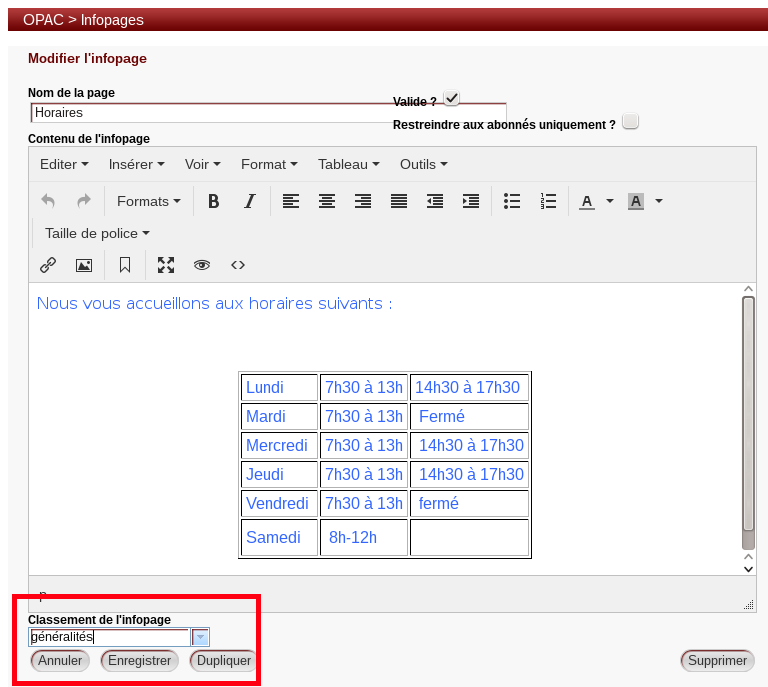 OPAC > Infopages
Modifier l'infopage
Nom de la page
Horaires
Valide ?
Restreindre aux abonnés uniquement ?
Contenu de l'infopage
Editer Insérer Voir Format Tableau Outils
Formats B I A A
Taille de police
Nous vous accueillons aux horaires suivants :
Lundi 7h30 à 13h 14h30 à 17h30
Mardi 7h30 à 13h Fermé
Mercredi 7h30 à 13h 14h30 à 17h30
Jeudi 7h30 à 13h 14h30 à 17h30
Vendredi 7h30 à 13h fermé
Samedi 8h-12h
p
Classement de l'infopage
généralités
Annuler Enregistrer Dupliquer Supprimer